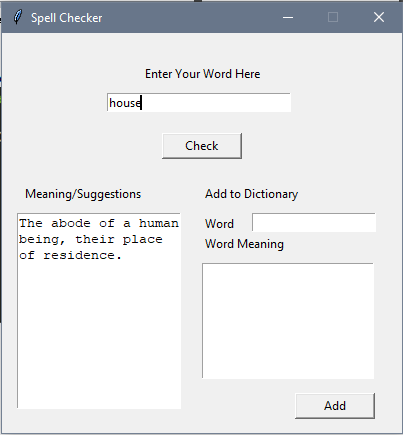 Spell Checker
Enter Your Word Here
house
Check
Meaning/Suggestions
Add to Dictionary
The abode of a human
being, their place
of residence.
Word
Word Meaning
Add